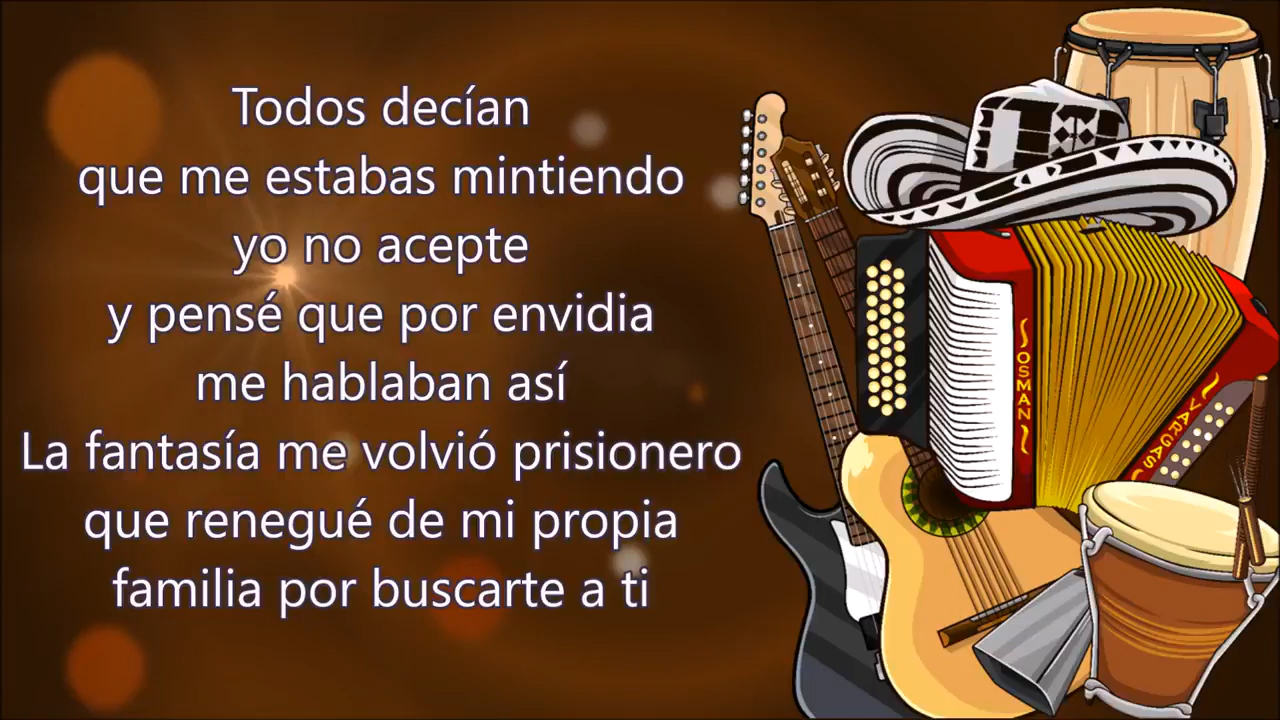 Todos decían
que me estabas mintiendo
yo no acepte
y pensé que por envidia
me hablaban así
La fantasía me volvió prisionero
que renegué de mi propia
familia por buscarte a ti
OSMAN
VARGAS